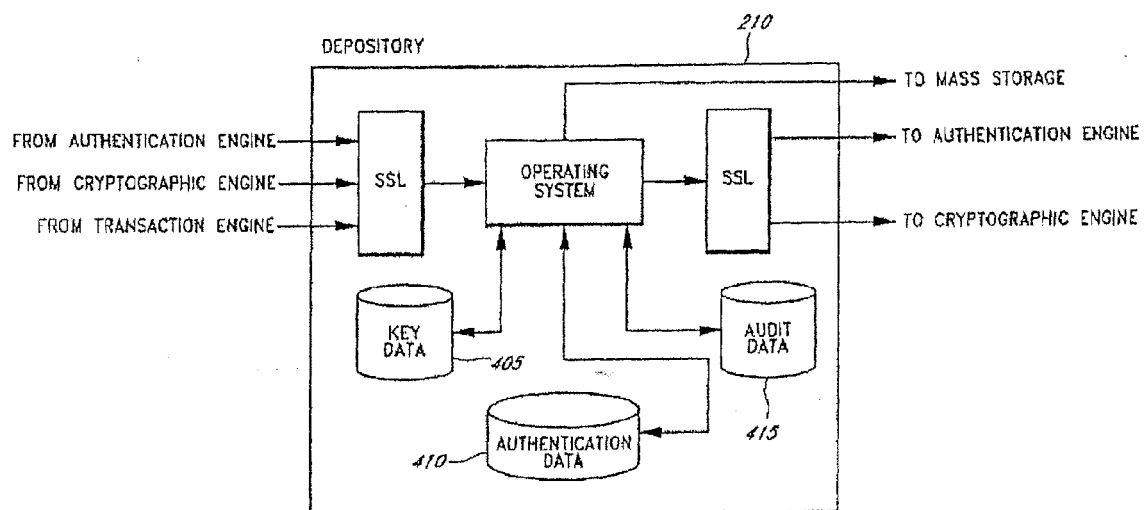 210
DEPOSITORY
TO MASS STORAGE
FROM AUTHENTICATION ENGINE
FROM CRYPTOGRAPHIC ENGINE
FROM TRANSACTION ENGINE
SSL
OPERATING
SYSTEM
SSL
TO AUTHENTICATION ENGINE
TO CRYPTOGRAPHIC ENGINE
KEY
DATA
405
AUDIT
DATA
415
AUTHENTICATION
DATA
410